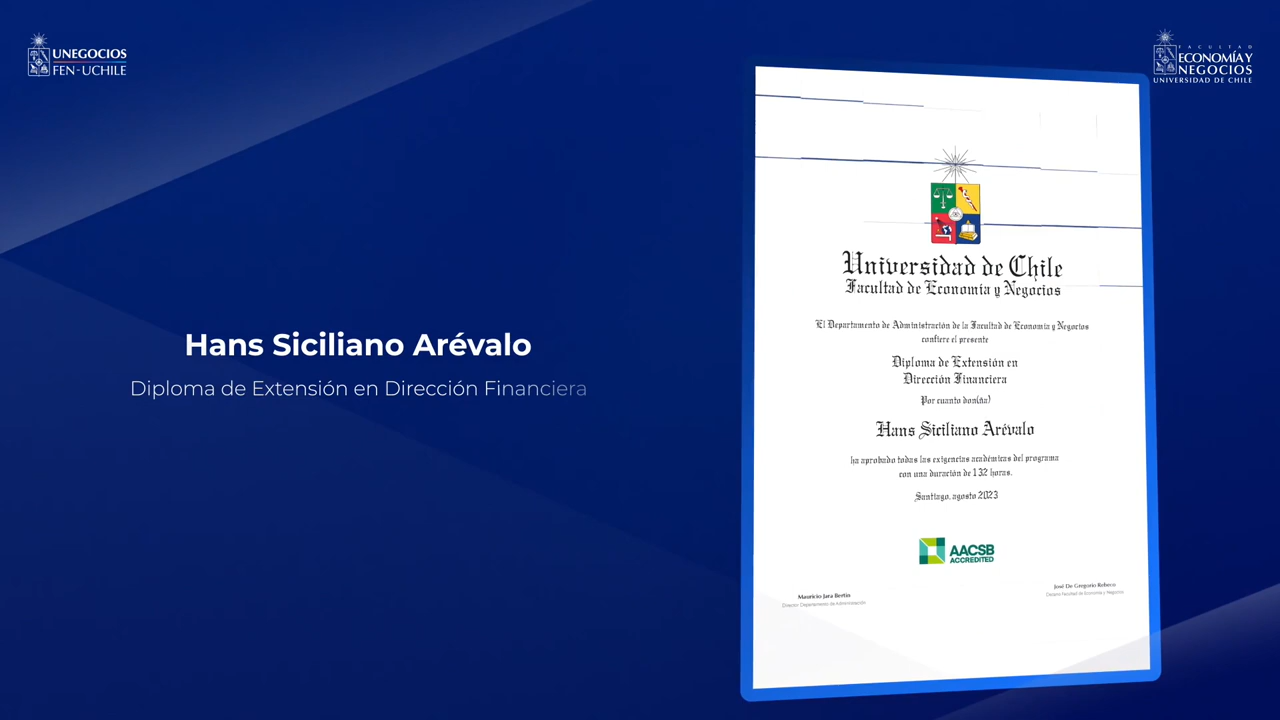 UNEGOCIOS
FEN-UCHILE
FACULTAD
ECONOMÍA Y
NEGOCIOS
UNIVERSIDAD DE CHILE
Hans Siciliano Arévalo
Diploma de Extensión en Dirección Financiera
Universidad de Chile
Facultad de Economía y Negocios
El Departamento de Administración de la Facultad de Economía y Negocios
confiere el presente
Diploma de Extensión en
Dirección Financiera
Por cuanto don(ña)
Hans Siciliano Arévalo
ha aprobado todas las exigencias académicas del programa
con una duración de 132 horas.
Santiago, agosto 2023
AACSB
ACCREDITED
Mauricio Jara Bertin
Director Departamento de Administración
José De Gregorio Rebeco
Decano Facultad de Economía y Negocios